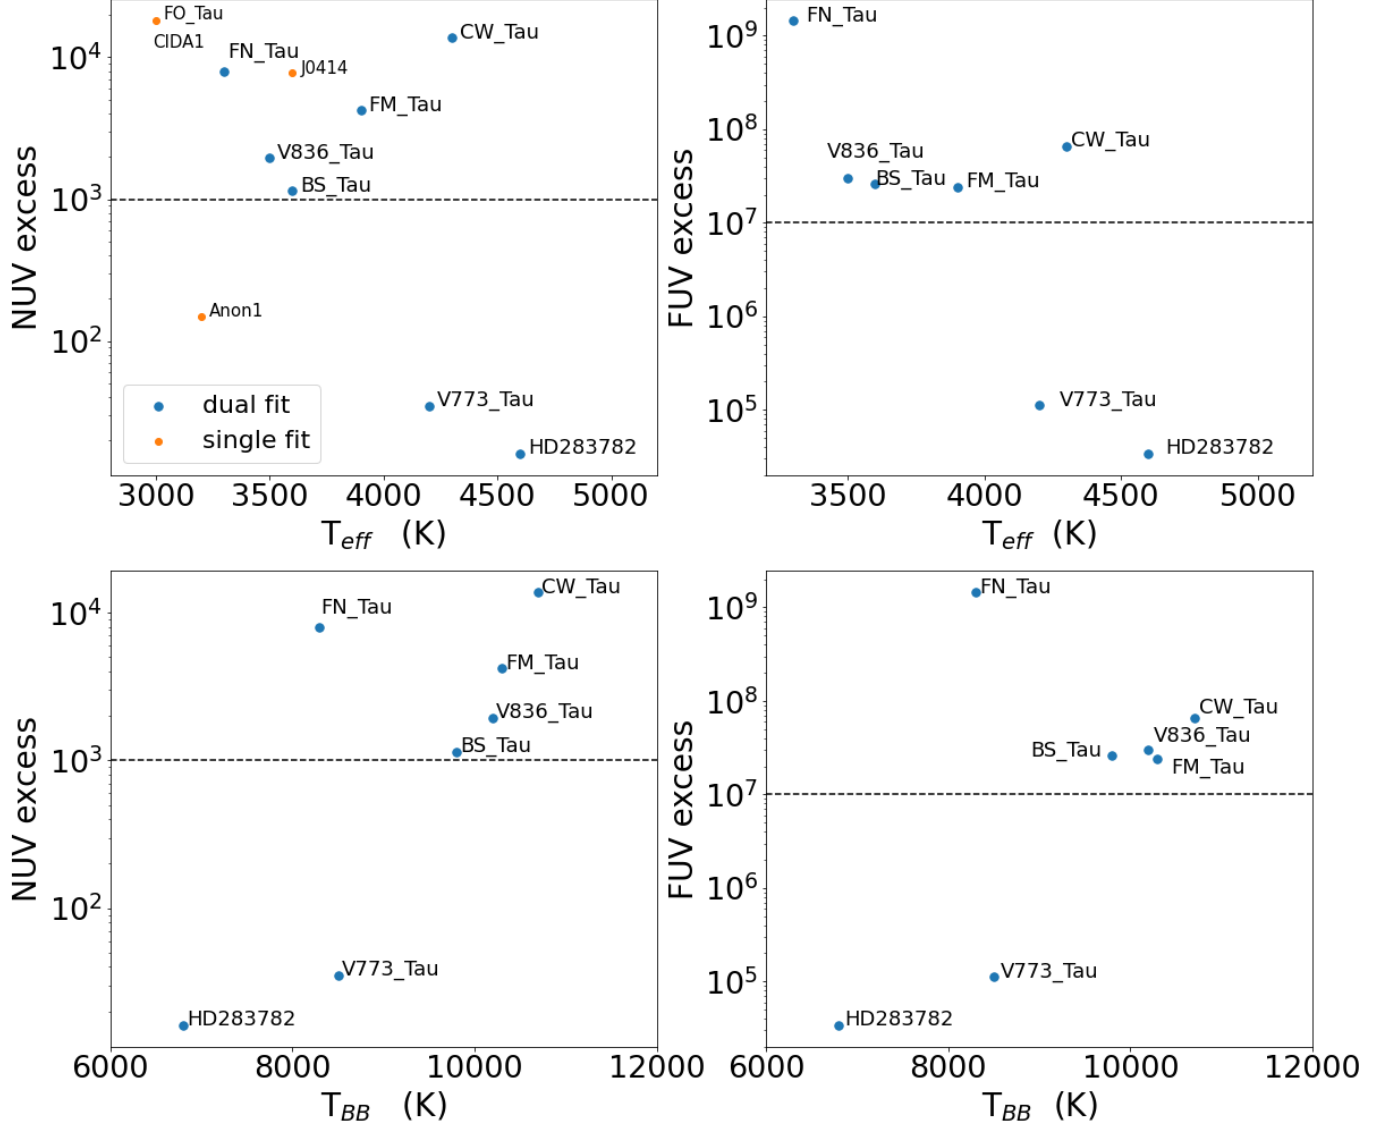 FO_Tau
CIDA1
FN_Tau
J0414
CW_Tau
FM_Tau
V836_Tau
BS_Tau
Anon1
V773_Tau
HD283782
dual fit
single fit
10^4
10^3
10^2
NUV excess
3000 3500 4000 4500 5000
T_eff (K)
FN_Tau
V836_Tau
CW_Tau
BS_Tau
FM_Tau
V773_Tau
HD283782
10^9
10^8
10^7
10^6
10^5
FUV excess
3500 4000 4500 5000
T_eff (K)
CW_Tau
FN_Tau
FM_Tau
V836_Tau
BS_Tau
V773_Tau
HD283782
10^4
10^3
10^2
NUV excess
6000 8000 10000 12000
T_BB (K)
FN_Tau
CW_Tau
V836_Tau
BS_Tau
FM_Tau
V773_Tau
HD283782
10^9
10^8
10^7
10^6
10^5
FUV excess
6000 8000 10000 12000
T_BB (K)